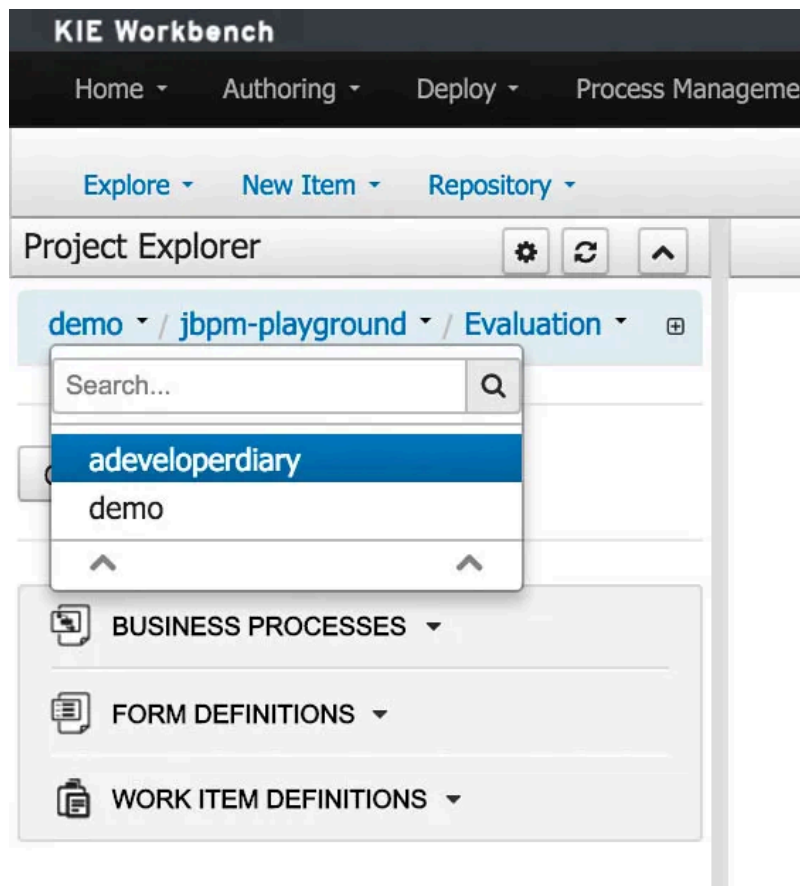 KIE Workbench
Home Authoring Deploy Process Manageme
Explore New Item Repository
Project Explorer
demo / jbpm-playground / Evaluation
Search...
adeveloperdiary
demo
BUSINESS PROCESSES
FORM DEFINITIONS
WORK ITEM DEFINITIONS